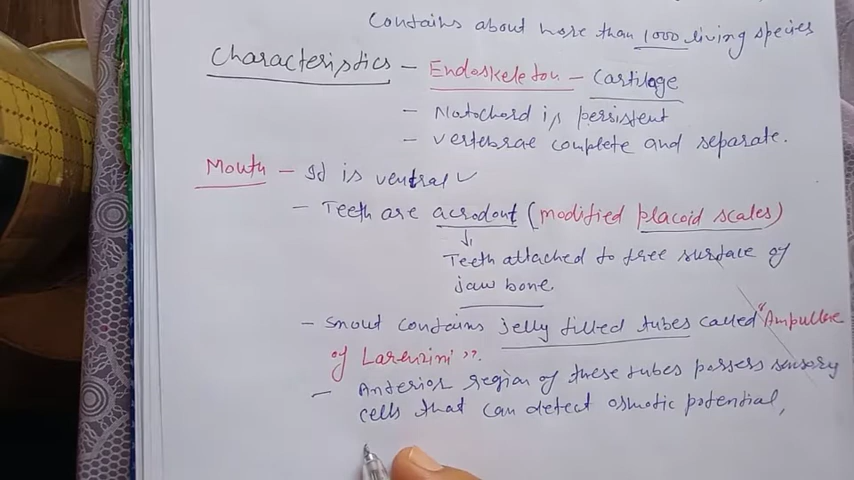 Contains about more than 1000 living species
Characteristics - Endoskeleton - Cartilage
- Notochord is persistent
- Vertebrae complete and separate.
Mouth - It is ventral ✓
- Teeth are acrodont (modified placoid scales)
↓
Teeth attached to free surface of
jaw bone.
- Snout contains jelly filled tubes called "Ampullae
of Lorenzini".
- Anterior region of these tubes possess sensory
cells that can detect osmotic potential,